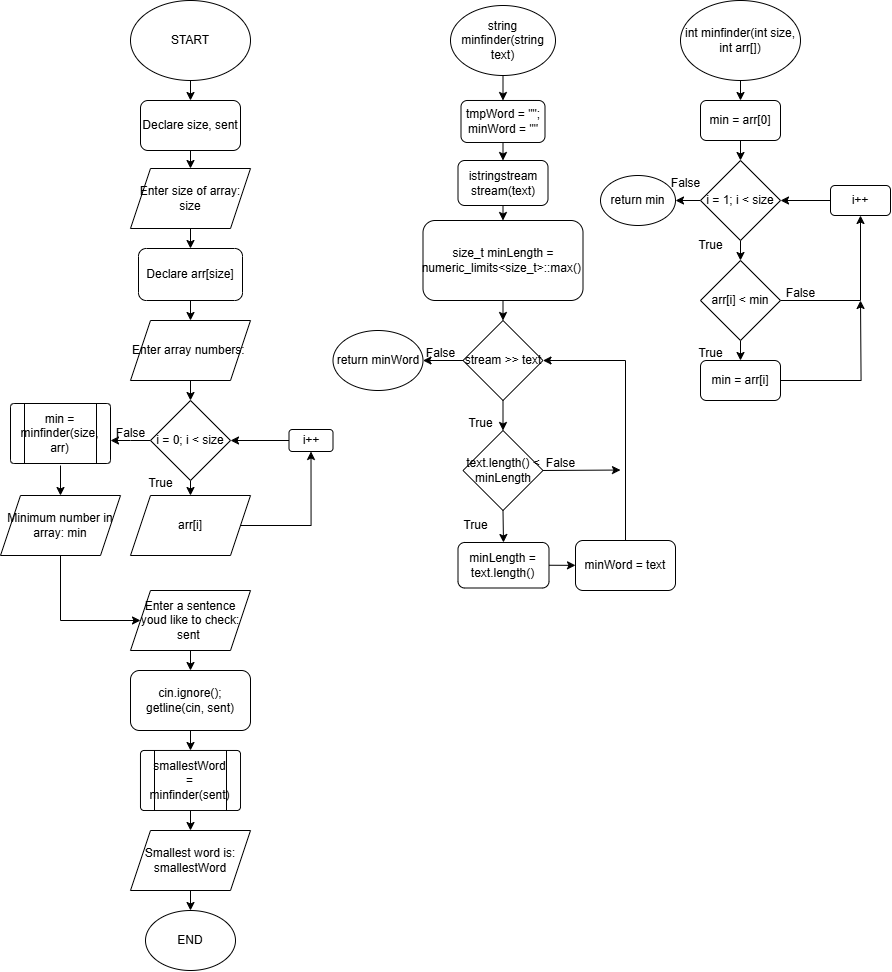 START
Declare size, sent
Enter size of array:
size
Declare arr[size]
Enter array numbers:
i = 0; i < size
False
True
i++
arr[i]
min =
minfinder(size,
arr)
Minimum number in
array: min
Enter a sentence
youd like to check:
sent
cin.ignore();
getline(cin, sent)
smallestWord
=
minfinder(sent)
Smallest word is:
smallestWord
END
string
minfinder(string
text)
tmpWord = "";
minWord = ""
istringstream
stream(text)
size_t minLength =
numeric_limits<size_t>::max()
stream >> text
False
return minWord
True
text.length() <
minLength
False
True
minLength =
text.length()
minWord = text
int minfinder(int size,
int arr[])
min = arr[0]
i = 1; i < size
False
return min
i++
True
arr[i] < min
False
True
min = arr[i]